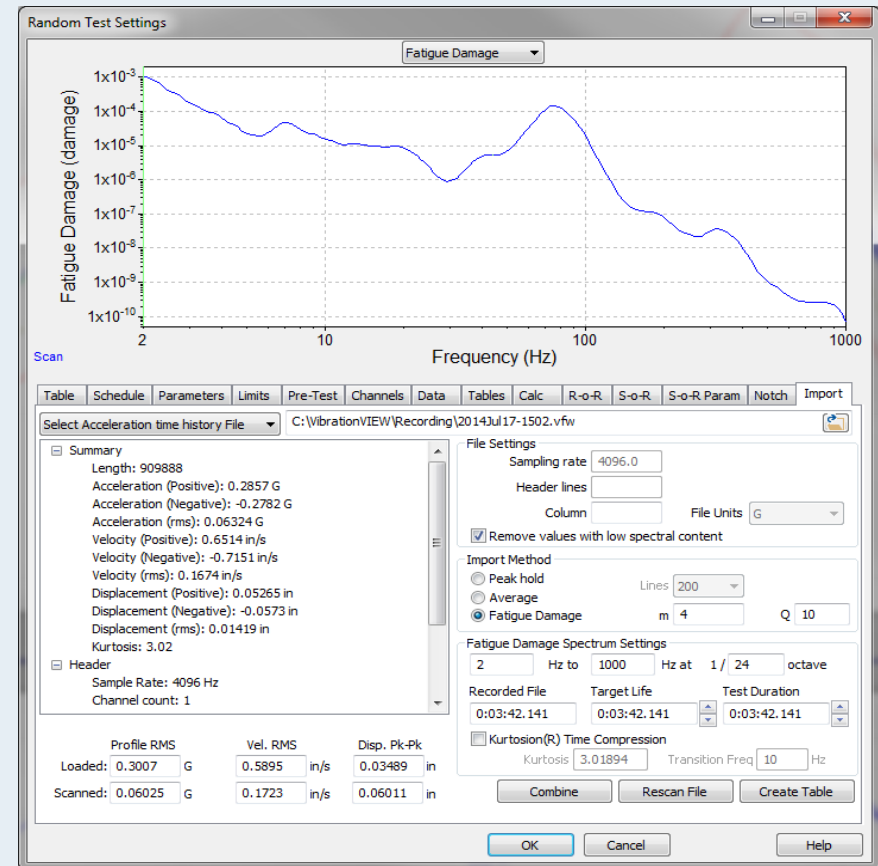 Random Test Settings
Fatigue Damage
Fatigue Damage (damage)
1x10-3
1x10-4
1x10-5
1x10-6
1x10-7
1x10-8
1x10-9
1x10-10
2 10 100 1000
Scan
Frequency (Hz)
Table Schedule Parameters Limits Pre-Test Channels Data Tables Calc R-o-R S-o-R S-o-R Param Notch Import
Select Acceleration time history File C:\VibrationVIEW\Recording\2014Jul17-1502.vfw
Summary
Length: 909888
Acceleration (Positive): 0.2857 G
Acceleration (Negative): -0.2782 G
Acceleration (rms): 0.06324 G
Velocity (Positive): 0.6514 in/s
Velocity (Negative): -0.7151 in/s
Velocity (rms): 0.1674 in/s
Displacement (Positive): 0.05265 in
Displacement (Negative): -0.0573 in
Displacement (rms): 0.01419 in
Kurtosis: 3.02
Header
Sample Rate: 4096 Hz
Channel count: 1
File Settings
Sampling rate 4096.0
Header lines
Column File Units G
Remove values with low spectral content
Import Method
Peak hold
Lines 200
Average
Fatigue Damage m 4 Q 10
Fatigue Damage Spectrum Settings
2 Hz to 1000 Hz at 1 / 24 octave
Recorded File Target Life Test Duration
0:03:42.141 0:03:42.141 0:03:42.141
Kurtosion(R) Time Compression
Kurtosis 3.01894 Transition Freq 10 Hz
Profile RMS Vel. RMS Disp. Pk-Pk
Loaded: 0.3007 G 0.5895 in/s 0.03489 in
Scanned: 0.06025 G 0.1723 in/s 0.06011 in
Combine Rescan File Create Table
OK Cancel Help